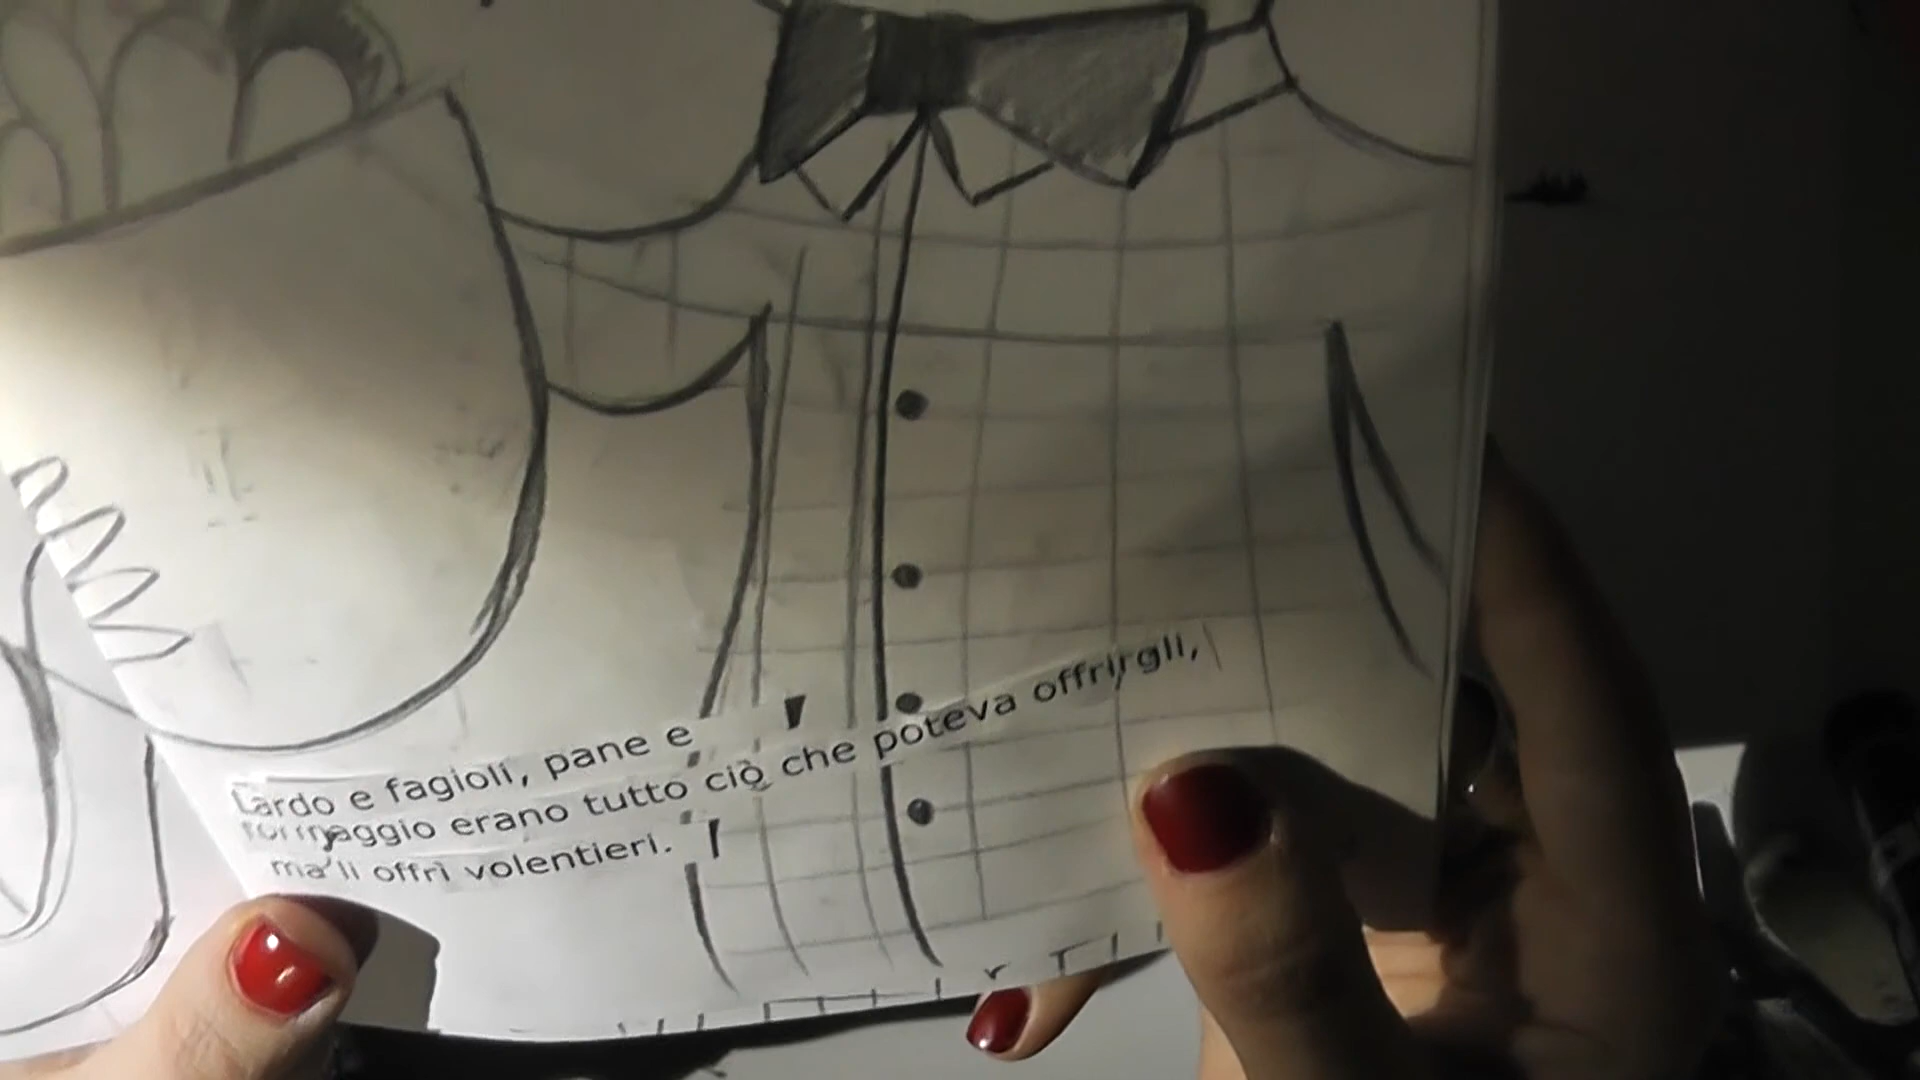 Lardo e fagioli, pane e
formaggio erano tutto ciò che poteva offrirgli,
ma li offrì volentieri.